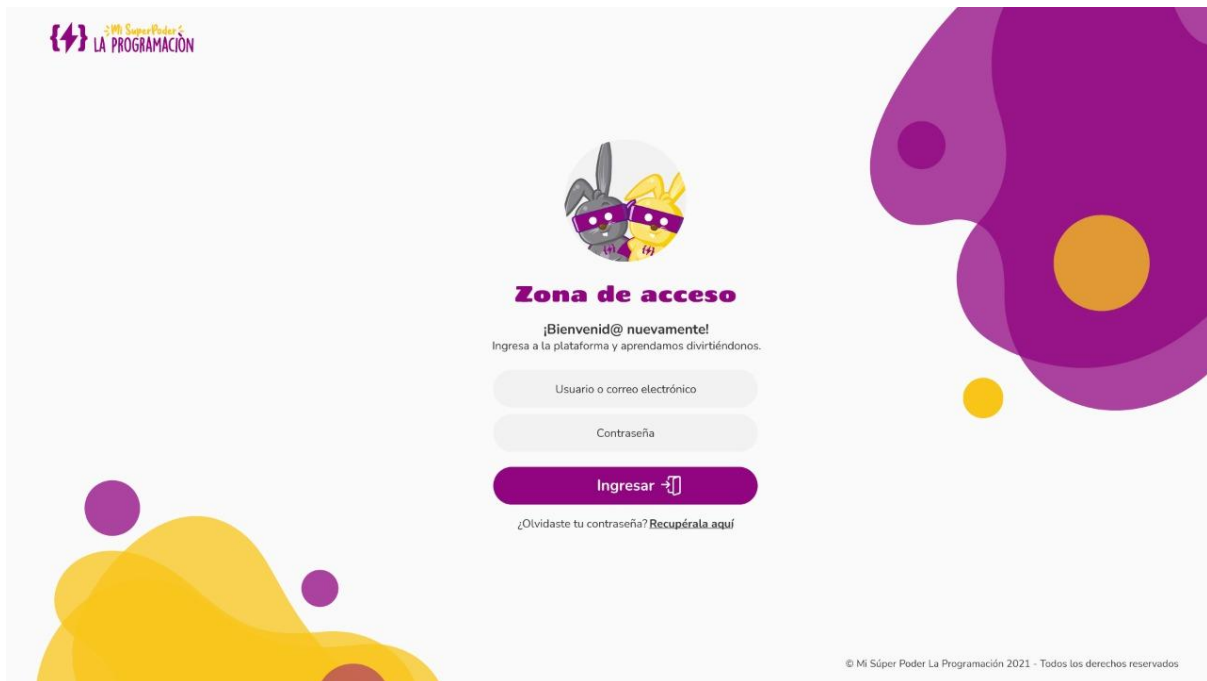 Mi SuperPoder
LA PROGRAMACIÒN
Zona de acceso
¡Bienvenid@ nuevamente!
Ingresa a la plataforma y aprendamos divirtiéndonos.
Usuario o correo electrónico
Contraseña
Ingresar
¿Olvidaste tu contraseña? Recupérala aquí
© Mi Súper Poder La Programación 2021 - Todos los derechos reservados